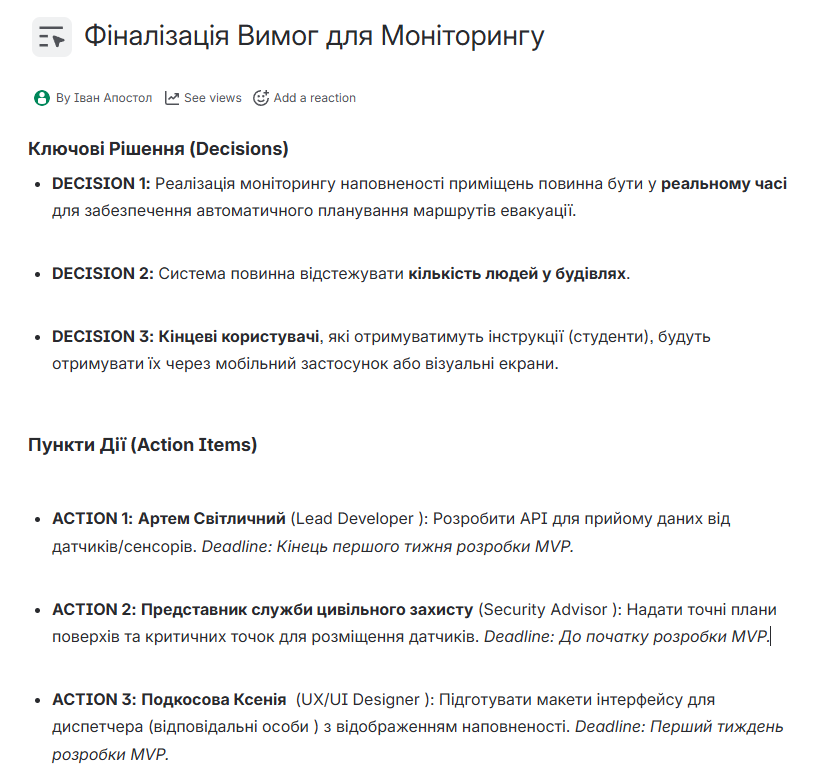 Фіналізація Вимог для Моніторингу
By Іван Апостол See views Add a reaction
Ключові Рішення (Decisions)
• DECISION 1: Реалізація моніторингу наповненості приміщень повинна бути у реальному часі
для забезпечення автоматичного планування маршрутів евакуації.
• DECISION 2: Система повинна відстежувати кількість людей у будівлях.
• DECISION 3: Кінцеві користувачі, які отримуватимуть інструкції (студенти), будуть
отримувати їх через мобільний застосунок або візуальні екрани.
Пункти Дії (Action Items)
• ACTION 1: Артем Світличний (Lead Developer ): Розробити API для прийому даних від
датчиків/сенсорів. Deadline: Кінець першого тижня розробки MVP.
• ACTION 2: Представник служби цивільного захисту (Security Advisor ): Надати точні плани
поверхів та критичних точок для розміщення датчиків. Deadline: До початку розробки MVP.
• ACTION 3: Подкосова Ксенія (UX/UI Designer ): Підготувати макети інтерфейсу для
диспетчера (відповідальні особи ) з відображенням наповненості. Deadline: Перший тиждень
розробки MVP.